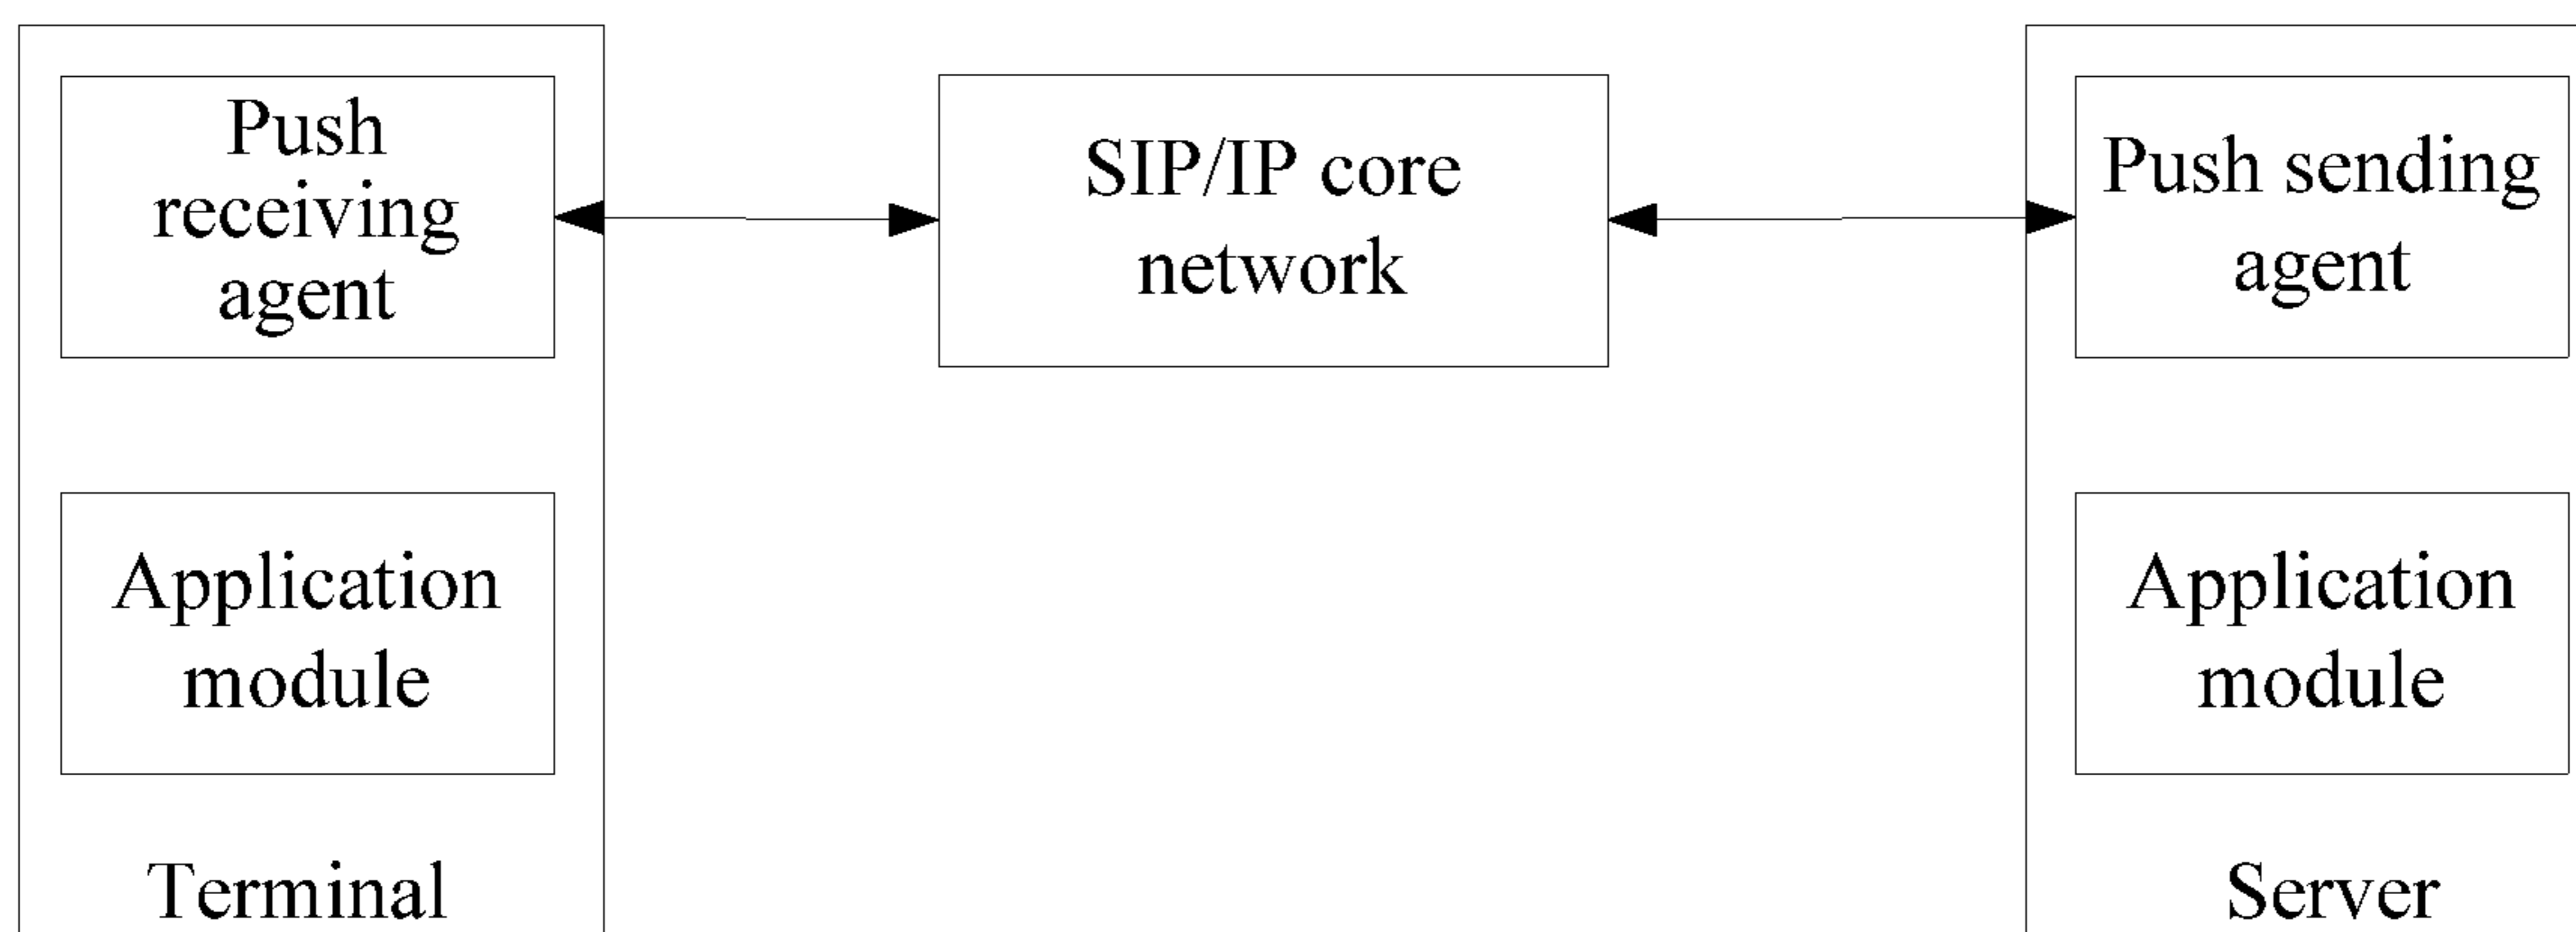 Push
receiving
agent
SIP/IP core
network
Push sending
agent
Application
module
Application
module
Terminal
Server